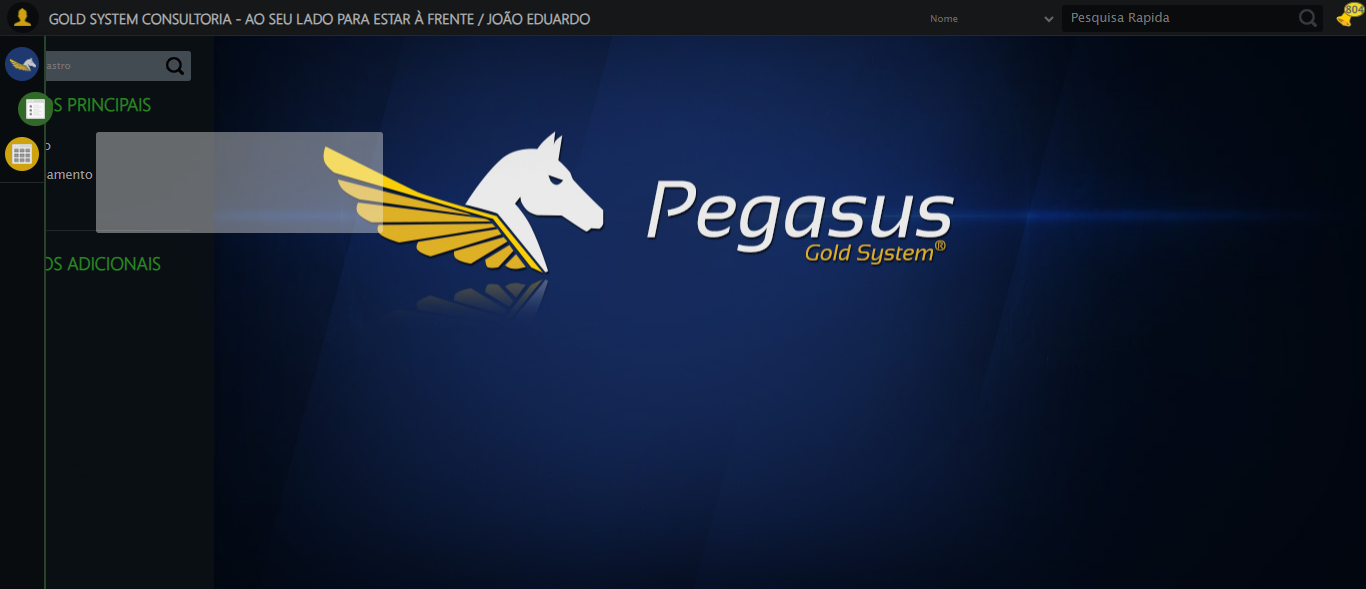 GOLD SYSTEM CONSULTORIA - AO SEU LADO PARA ESTAR À FRENTE / JOÃO EDUARDO
Nome
Pesquisa Rapida
804
astro
S PRINCIPAIS
o
amento
Pegasus
Gold System®
OS ADICIONAIS